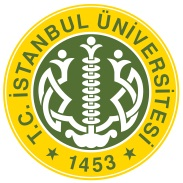 T.C. İSTANBUL ÜNİVERSİTESİ
★ 1453 ★